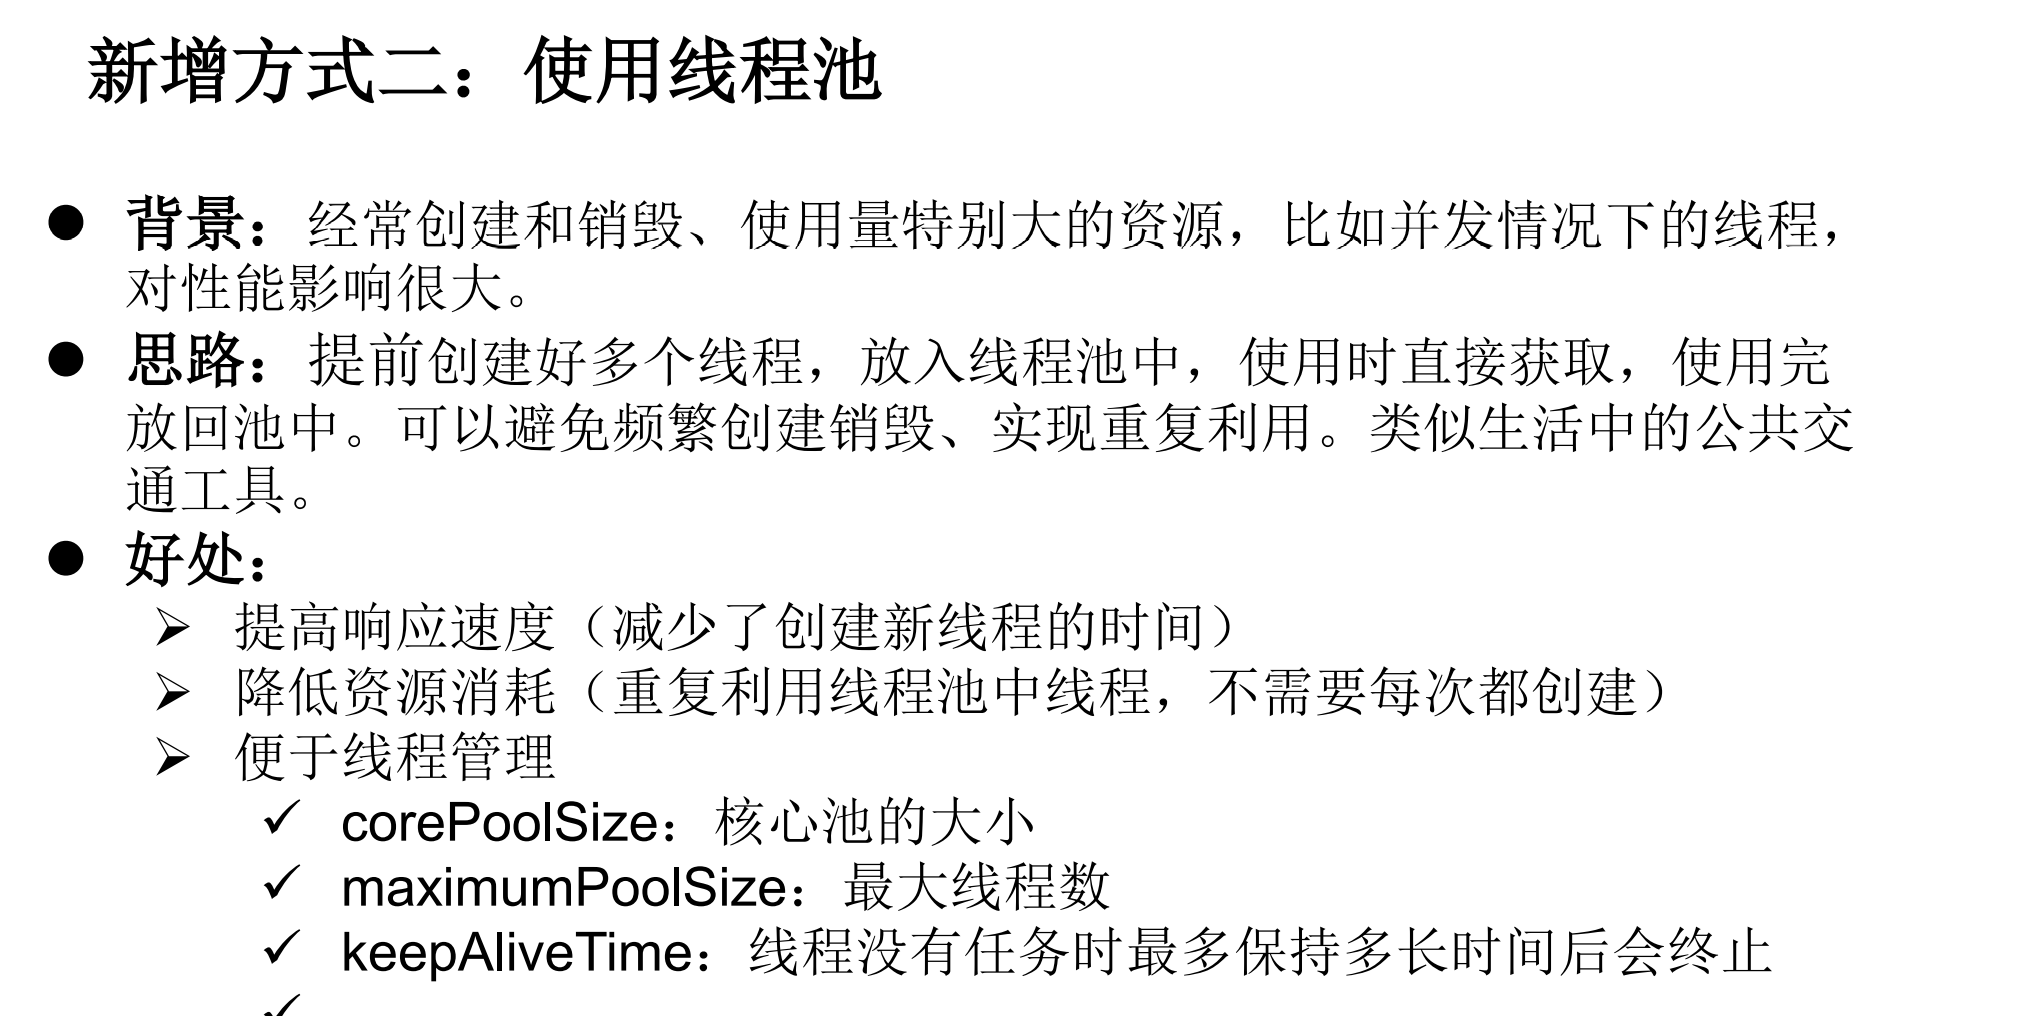 新增方式二：使用线程池
背景：经常创建和销毁、使用量特别大的资源，比如并发情况下的线程，
对性能影响很大。
思路：提前创建好多个线程，放入线程池中，使用时直接获取，使用完
放回池中。可以避免频繁创建销毁、实现重复利用。类似生活中的公共交
通工具。
好处：
提高响应速度（减少了创建新线程的时间）
降低资源消耗（重复利用线程池中线程，不需要每次都创建）
便于线程管理
corePoolSize：核心池的大小
maximumPoolSize：最大线程数
keepAliveTime：线程没有任务时最多保持多长时间后会终止